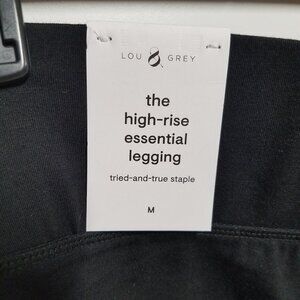 LOU & GREY
the
high-rise
essential
legging
tried-and-true staple
M